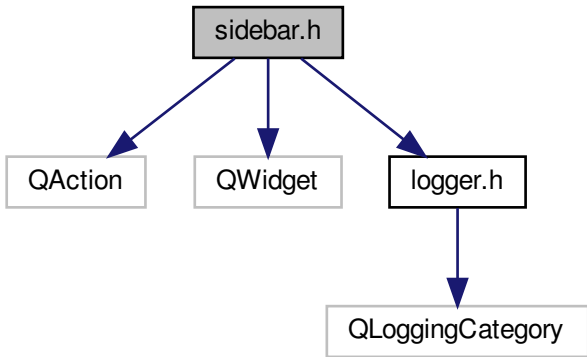 sidebar.h
QAction
QWidget
logger.h
QLoggingCategory